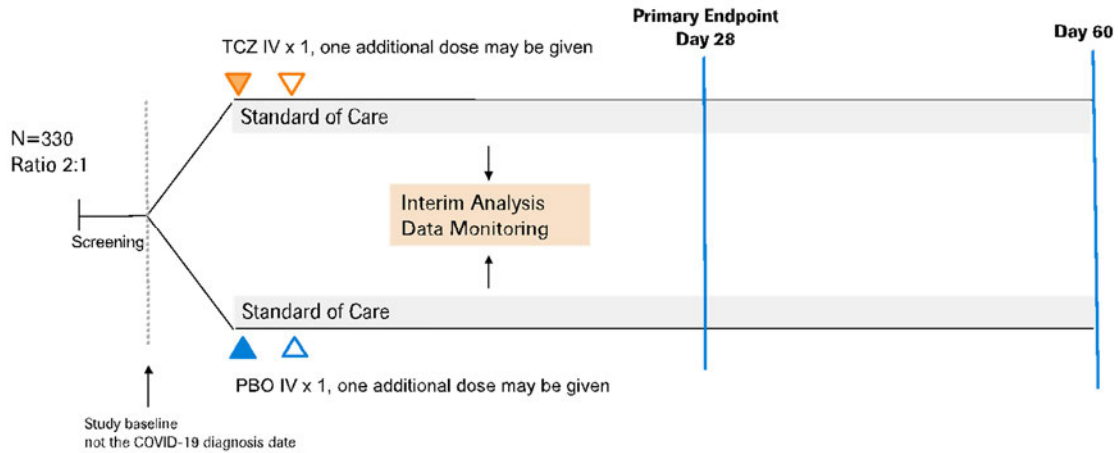 Primary Endpoint
Day 28
Day 60
TCZ IV x 1, one additional dose may be given
Standard of Care
N=330
Ratio 2:1
Interim Analysis
Data Monitoring
Screening
Standard of Care
PBO IV x 1, one additional dose may be given
Study baseline
not the COVID-19 diagnosis date